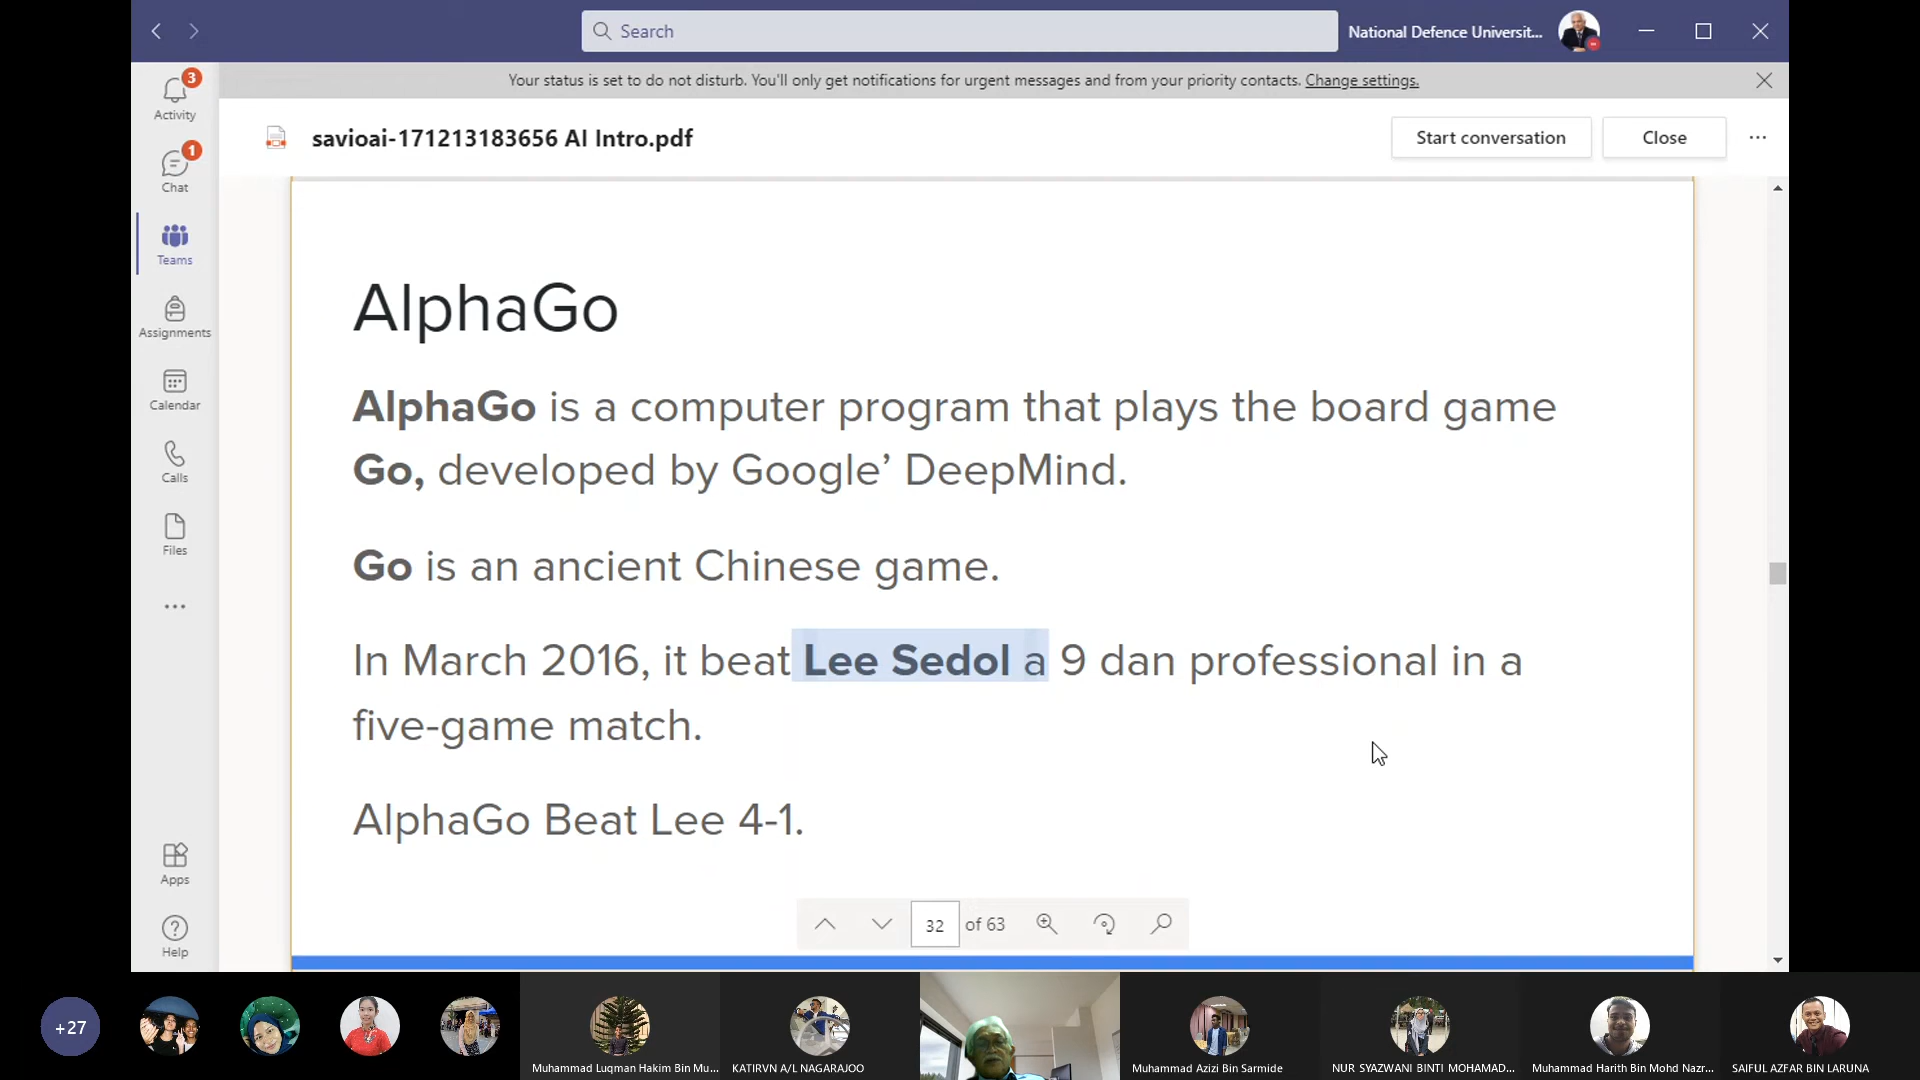 Search
National Defence Universit...
3
Activity
1
Chat
Teams
Assignments
Calendar
Calls
Files
Apps
Help
Your status is set to do not disturb. You'll only get notifications for urgent messages and from your priority contacts. Change settings.
savioai-171213183656 AI Intro.pdf
Start conversation
Close
AlphaGo
AlphaGo is a computer program that plays the board game
Go, developed by Google’ DeepMind.
Go is an ancient Chinese game.
In March 2016, it beat Lee Sedol a 9 dan professional in a
five-game match.
AlphaGo Beat Lee 4-1.
32 of 63
+27
Muhammad Luqman Hakim Bin Mu...
KATIRVN A/L NAGARAJOO
Muhammad Azizi Bin Sarmide
NUR SYAZWANI BINTI MOHAMAD...
Muhammad Harith Bin Mohd Nazr...
SAIFUL AZFAR BIN LARUNA